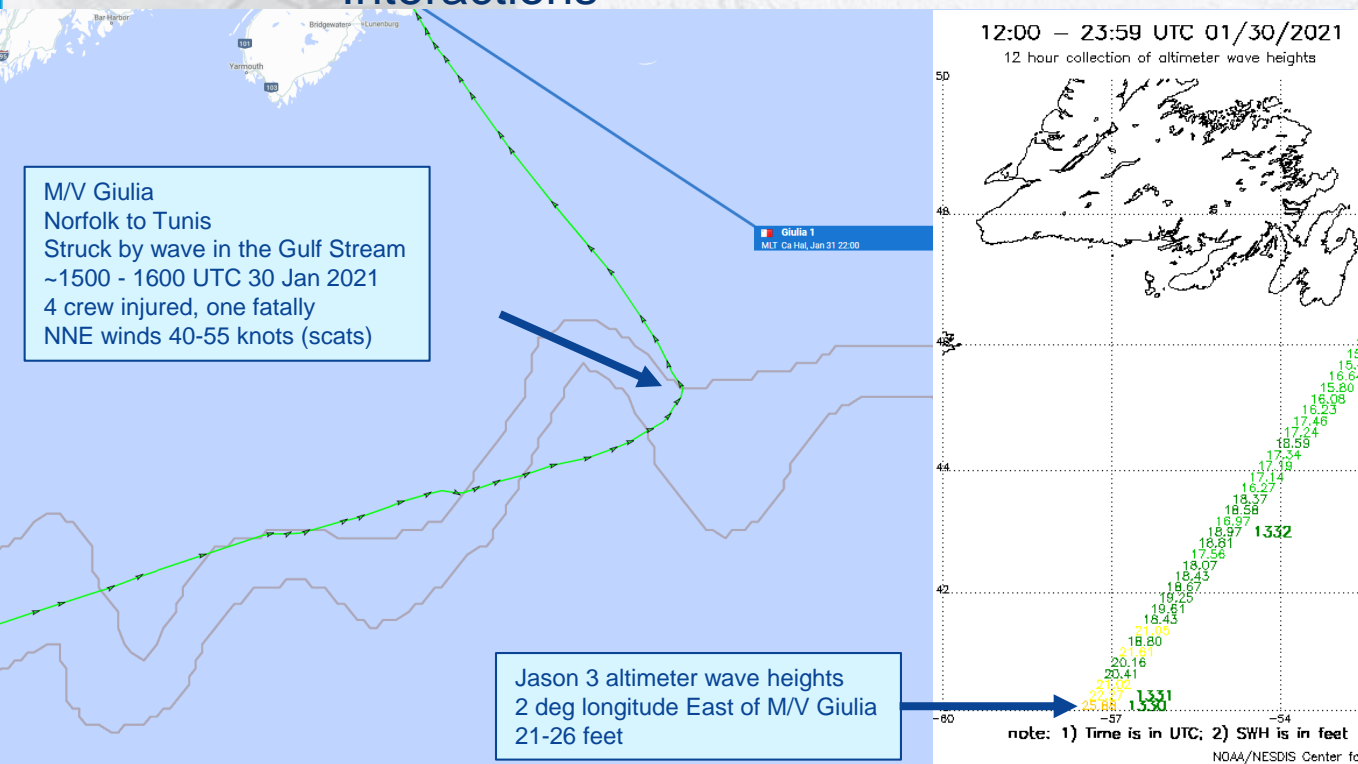 Interactions
Bar Harbor
Bridgewater
Lunenburg
101
Yarmouth
103
M/V Giulia
Norfolk to Tunis
Struck by wave in the Gulf Stream
~1500 - 1600 UTC 30 Jan 2021
4 crew injured, one fatally
NNE winds 40-55 knots (scats)
Giulia 1
MLT Ca Hal, Jan 31 22:00
Jason 3 altimeter wave heights
2 deg longitude East of M/V Giulia
21-26 feet
12:00 – 23:59 UTC 01/30/2021
12 hour collection of altimeter wave heights
50
16.64
15.80
16.08
16.23
17.46
17.24
18.59
44
17.34
17.19
17.14
16.27
18.37
18.58
16.97
18.97 1332
18.81
17.56
18.07
18.43
42
18.67
19.25
19.61
18.43
21.05
18.80
21.61
20.16
20.41
21.02
1331
1330
-60
-57
-54
note: 1) Time is in UTC; 2) SWH is in feet
NOAA/NESDIS Center